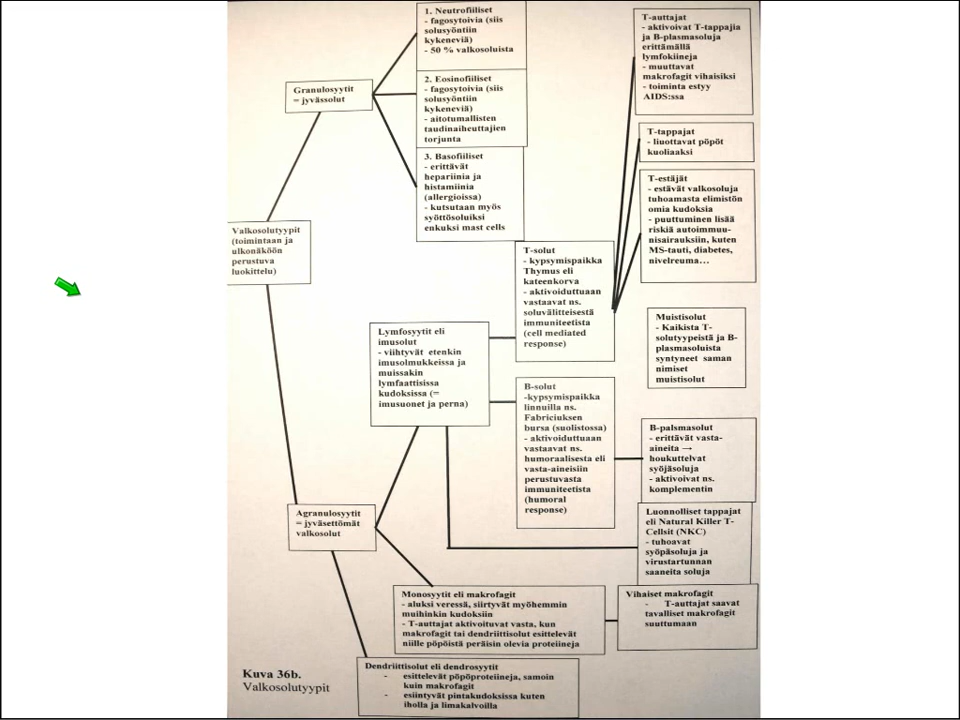 1. Neutrofiiliset
- fagosytoivia (siis
solusyöntiin
kykeneviä)
- 50 % valkosoluista
Granulosyytit
= jyvässolut
2. Eosinofiiliset
- fagosytoivia (siis
solusyöntiin
kykeneviä)
- aitotumallisten
taudinaiheuttajien
torjunta
3. Basofiiliset
- erittävät
hepariinia ja
histamiinia
(allergioissa)
- kutsutaan myös
syöttösoluiksi
enkuksi mast cells
T-auttajat
- aktivoivat T-tappajia
ja B-plasmasoluja
erittämällä
lymfokiineja
- muuttavat
makrofagit vihaisiksi
- toiminta estyy
AIDS:ssa
T-tappajat
- liuottavat pöpöt
kuoliaaksi
T-estäjät
- estävät valkosoluja
tuhoamasta elimistön
omia kudoksia
- puuttuminen lisää
riskiä autoimmuu-
nisairauksiin, kuten
MS-tauti, diabetes,
nivelreuma…
Valkosolutyypit
(toimintaan ja
ulkonäköön
perustuva
luokittelu)
T-solut
- kypsymispaikka
Thymus eli
kateenkorva
- aktivoiduttuaan
vastaavat ns.
soluvälitteisestä
immuniteetista
(cell mediated
response)
Muistisolut
- Kaikista T-
solutyypeistä ja B-
plasmasoluista
syntyneet saman
nimiset
muistisolut
Lymfosyytit eli
imusolut
- viihtyvät etenkin
imusolmukkeissa ja
muissakin
lymfaattisissa
kudoksissa (=
imusuonet ja perna)
B-solut
-kypsymispaikka
linnuilla ns.
Fabriciuksen
bursa (suolistossa)
- aktivoiduttuaan
vastaavat ns.
humoraalisesta eli
vasta-aineisiin
perustuvasta
immuniteetista
(humoral
response)
B-palsmasolut
- erittävät vasta-
aineita →
houkuttelvat
syöjäsoluja
- aktivoivat ns.
komplementin
Agranulosyytit
= jyväsettömät
valkosolut
Luonnolliset tappajat
eli Natural Killer T-
Cellsit (NKC)
- tuhoavat
syöpäsoluja ja
virustartunnan
saaneita soluja
Monosyytit eli makrofagit
- aluksi veressä, siirtyvät myöhemmin
muihinkin kudoksiin
- T-auttajat aktivoituvat vasta, kun
makrofagit tai dendriittisolut esittelevät
niille pöpöistä peräisin olevia proteiineja
Vihaiset makrofagit
- T-auttajat saavat
tavalliset makrofagit
suuttumaan
Dendriittisolut eli dendrosyytit
- esittelevät pöpöproteiineja, samoin
kuin makrofagit
- esiintyvät pintakudoksissa kuten
iholla ja limakalvoilla
Kuva 36b.
Valkosolutyypit